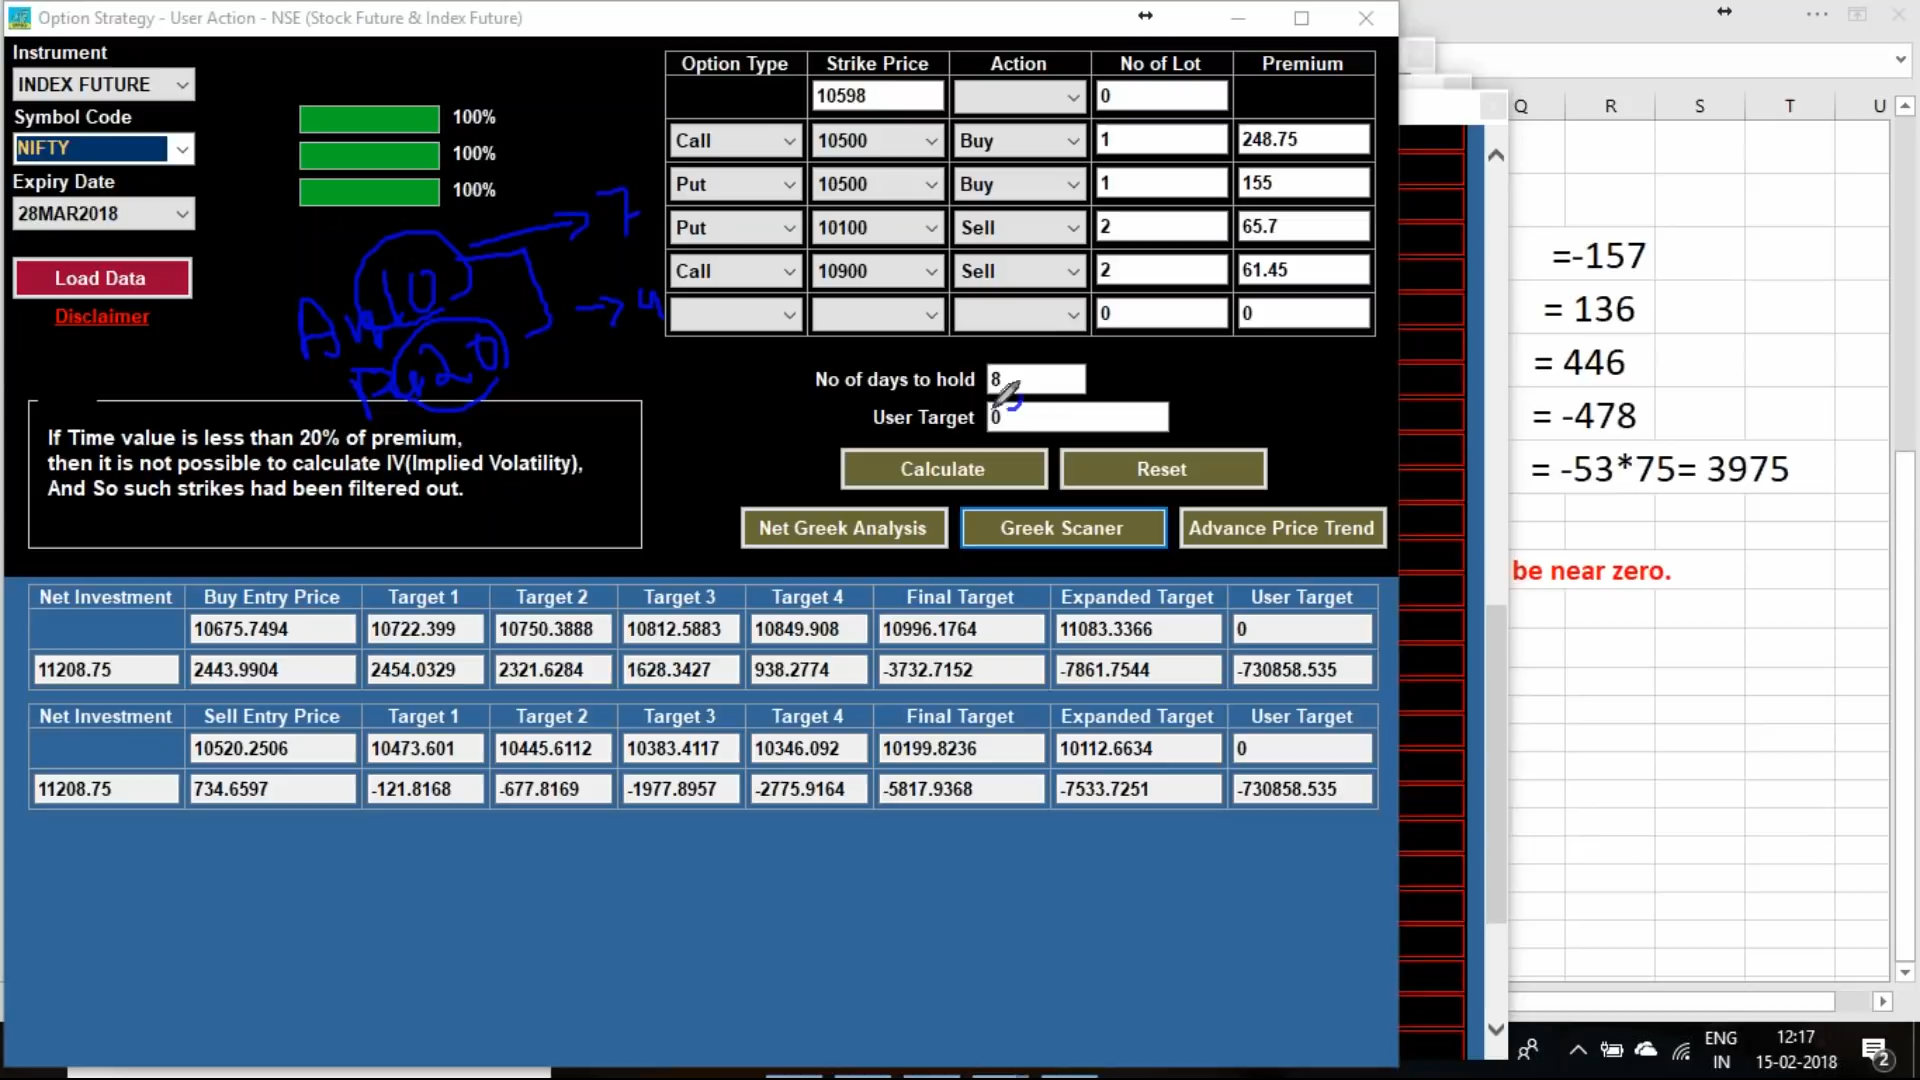 Option Strategy - User Action - NSE (Stock Future & Index Future)
Instrument
INDEX FUTURE
Symbol Code
NIFTY
Expiry Date
28MAR2018
Load Data
Disclaimer
100%
100%
100%
10
20
7
Option Type Strike Price Action No of Lot Premium
10598 0
Call 10500 Buy 1 248.75
Put 10500 Buy 1 155
Put 10100 Sell 2 65.7
Call 10900 Sell 2 61.45
0 0
No of days to hold 8
User Target 0
Calculate Reset
Net Greek Analysis Greek Scaner Advance Price Trend
If Time value is less than 20% of premium,
then it is not possible to calculate IV(Implied Volatility),
And So such strikes had been filtered out.
Net Investment Buy Entry Price Target 1 Target 2 Target 3 Target 4 Final Target Expanded Target User Target
10675.7494 10722.399 10750.3888 10812.5883 10849.908 10996.1764 11083.3366 0
11208.75 2443.9904 2454.0329 2321.6284 1628.3427 938.2774 -3732.7152 -7861.7544 -730858.535
Net Investment Sell Entry Price Target 1 Target 2 Target 3 Target 4 Final Target Expanded Target User Target
10520.2506 10473.601 10445.6112 10383.4117 10346.092 10199.8236 10112.6634 0
11208.75 734.6597 -121.8168 -677.8169 -1977.8957 -2775.9164 -5817.9368 -7533.7251 -730858.535
Q R S T U
=-157
= 136
= 446
= -478
= -53*75= 3975
be near zero.
ENG
IN
12:17
15-02-2018
2